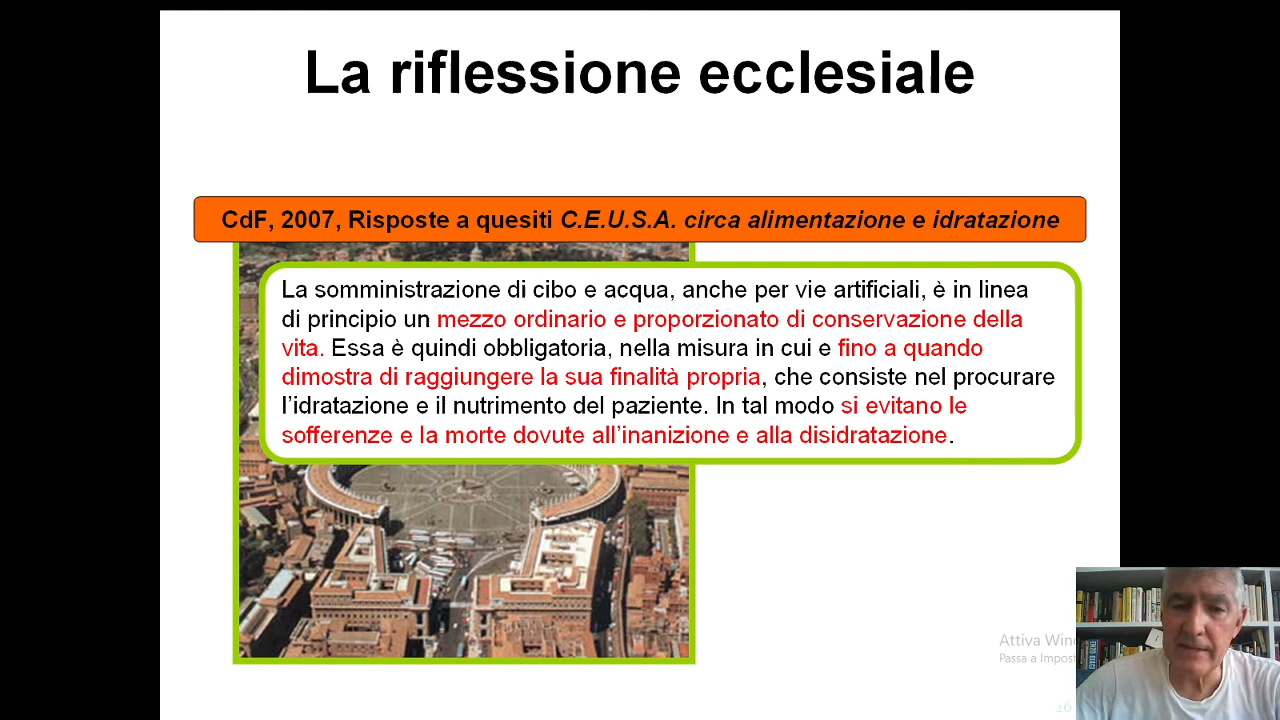 La riflessione ecclesiale
CdF, 2007, Risposte a quesiti C.E.U.S.A. circa alimentazione e idratazione
La somministrazione di cibo e acqua, anche per vie artificiali, è in linea
di principio un mezzo ordinario e proporzionato di conservazione della
vita. Essa è quindi obbligatoria, nella misura in cui e fino a quando
dimostra di raggiungere la sua finalità propria, che consiste nel procurare
l’idratazione e il nutrimento del paziente. In tal modo si evitano le
sofferenze e la morte dovute all’inanizione e alla disidratazione.
Attiva
Passa a
26